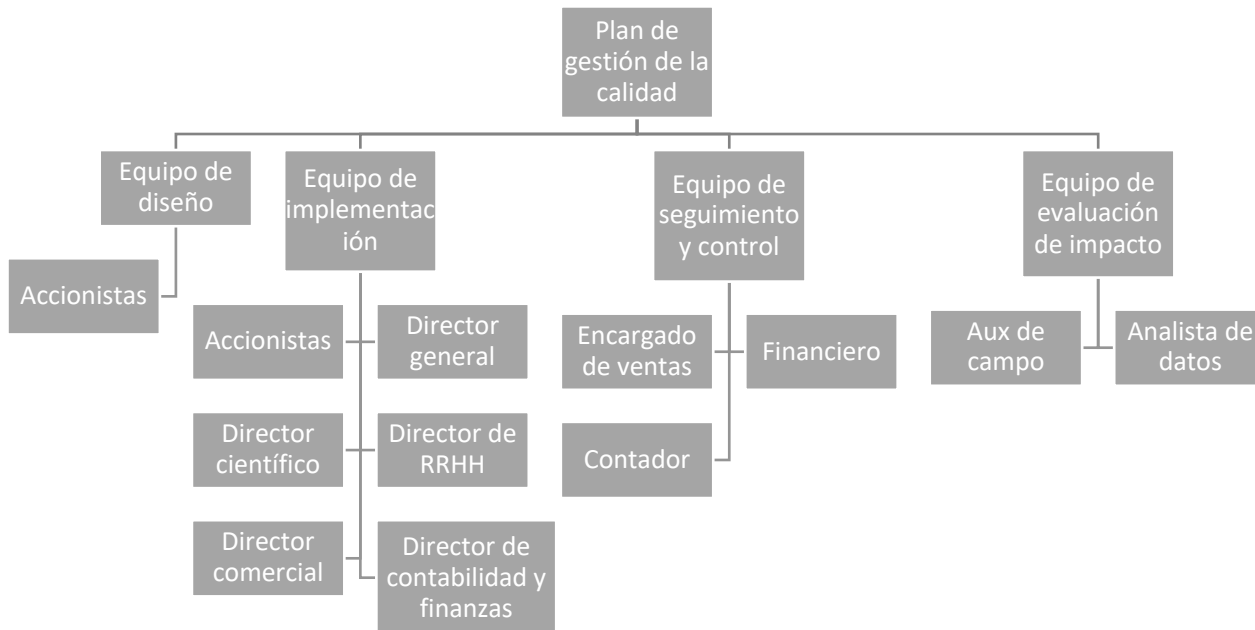 Plan de
gestión de la
calidad
Equipo de
diseño
Accionistas
Equipo de
implementac
ión
Accionistas
Director
general
Director
científico
Director de
RRHH
Director
comercial
Director de
contabilidad y
finanzas
Equipo de
seguimiento
y control
Encargado
de ventas
Financiero
Contador
Equipo de
evaluación
de impacto
Aux de
campo
Analista de
datos